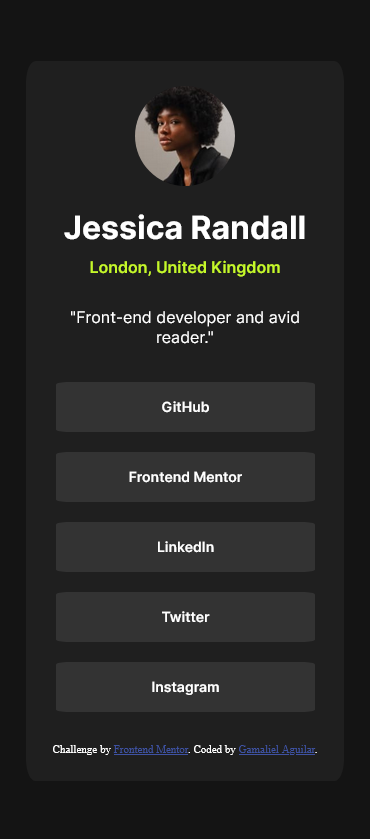 Jessica Randall
London, United Kingdom
"Front-end developer and avid
reader."
GitHub
Frontend Mentor
LinkedIn
Twitter
Instagram
Challenge by Frontend Mentor. Coded by Gamaliel Aguilar.